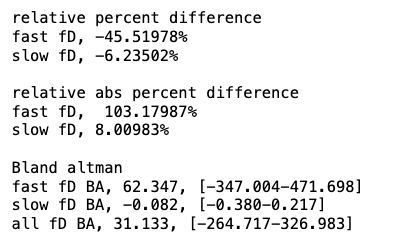 relative percent difference
fast fD, -45.51978%
slow fD, -6.23502%
relative abs percent difference
fast fD,  103.17987%
slow fD, 8.00983%
Bland altman
fast fD BA, 62.347, [-347.004-471.698]
slow fD BA, -0.082, [-0.380-0.217]
all fD BA, 31.133, [-264.717-326.983]